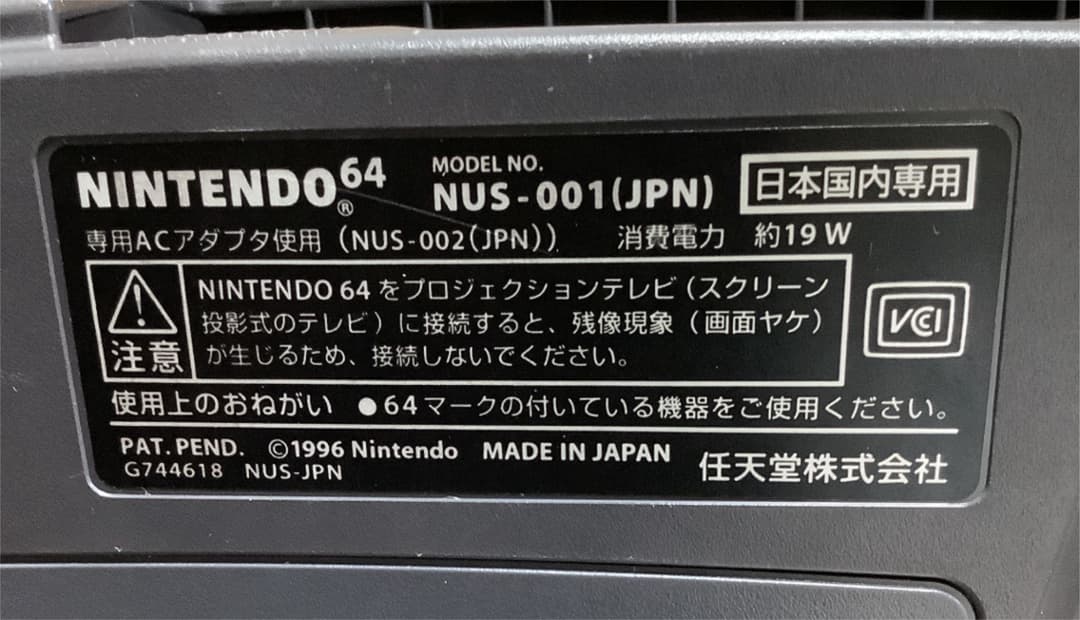 NINTENDO64® MODEL NO. NUS-001(JPN) 日本国内専用
専用ACアダプタ使用（NUS-002(JPN)） 消費電力 約19W
注意
NINTENDO 64をプロジェクションテレビ（スクリーン
投影式のテレビ）に接続すると、残像現象（画面ヤケ）
が生じるため、接続しないでください。
VCCI
使用上のおねがい ●64マークの付いている機器をご使用ください。
PAT. PEND. ©1996 Nintendo MADE IN JAPAN 任天堂株式会社
G744618 NUS-JPN